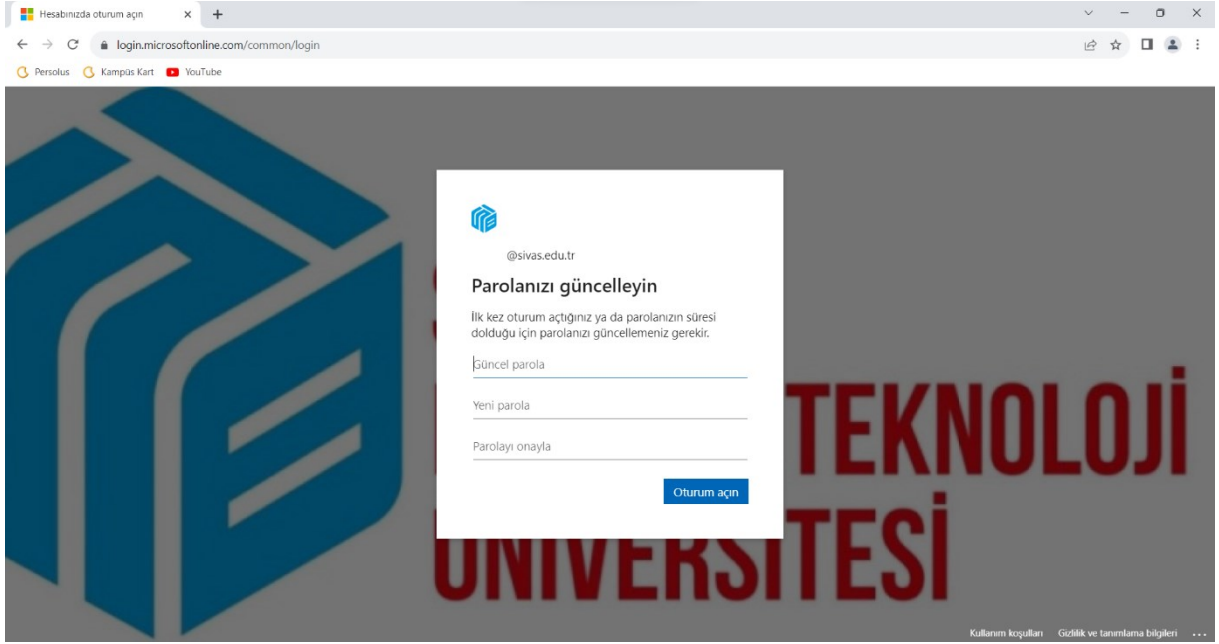 Hesabınızda oturum açın
login.microsoftonline.com/common/login
Persolus Kampüs Kart YouTube
@sivas.edu.tr
Parolanızı güncelleyin
İlk kez oturum açtığınız ya da parolanızın süresi
dolduğu için parolanızı güncellemeniz gerekir.
Güncel parola
Yeni parola
Parolayı onayla
Oturum açın
TEKNOLOJİ
ÜNİVERSİTESİ
Kullanım koşulları Gizlilik ve tanımlama bilgileri ...